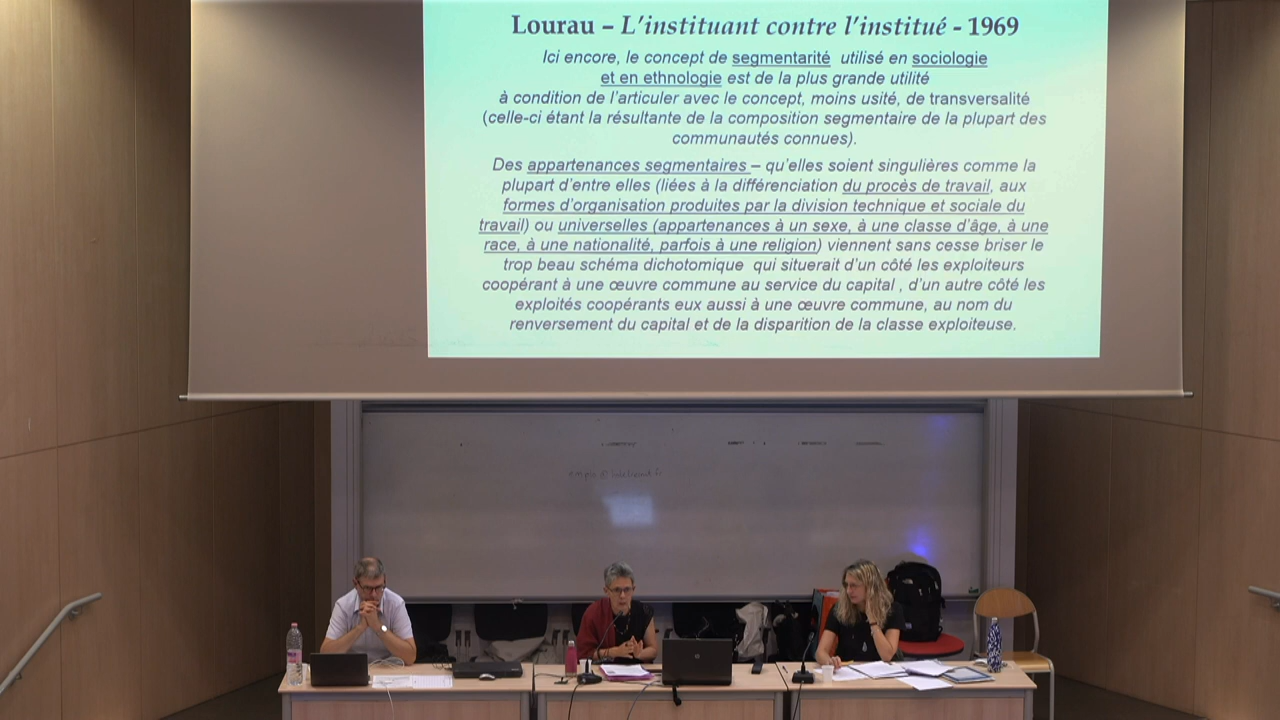 Lourau – L'instituant contre l'institué - 1969
Ici encore, le concept de segmentarité utilisé en sociologie
et en ethnologie est de la plus grande utilité
à condition de l'articuler avec le concept, moins usité, de transversalité
(celle-ci étant la résultante de la composition segmentaire de la plupart des
communautés connues).
Des appartenances segmentaires – qu'elles soient singulières comme la
plupart d'entre elles (liées à la différenciation du procès de travail, aux
formes d'organisation produites par la division technique et sociale du
travail) ou universelles (appartenances à un sexe, à une classe d'âge, à une
race, à une nationalité, parfois à une religion) viennent sans cesse briser le
trop beau schéma dichotomique qui situerait d'un côté les exploiteurs
coopérant à une œuvre commune au service du capital , d'un autre côté les
exploités coopérants eux aussi à une œuvre commune, au nom du
renversement du capital et de la disparition de la classe exploiteuse.